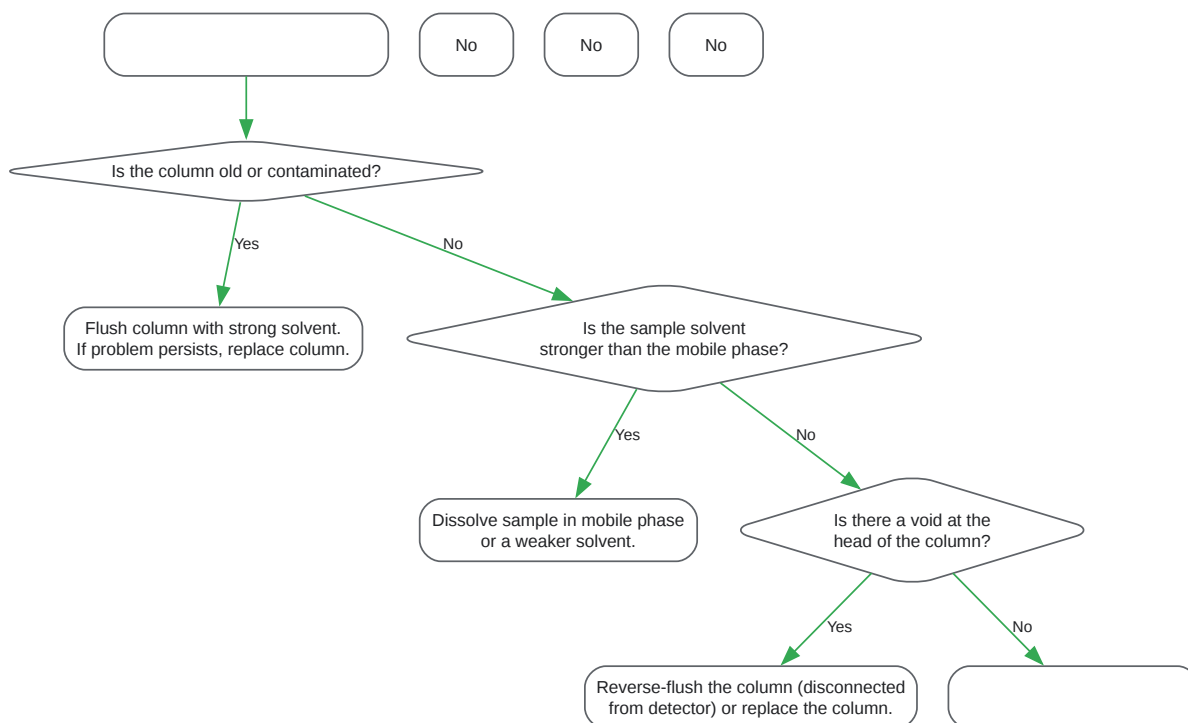 No
No
No
Is the column old or contaminated?
Yes
No
Flush column with strong solvent.
If problem persists, replace column.
Is the sample solvent
stronger than the mobile phase?
Yes
No
Dissolve sample in mobile phase
or a weaker solvent.
Is there a void at the
head of the column?
Yes
No
Reverse-flush the column (disconnected
from detector) or replace the column.